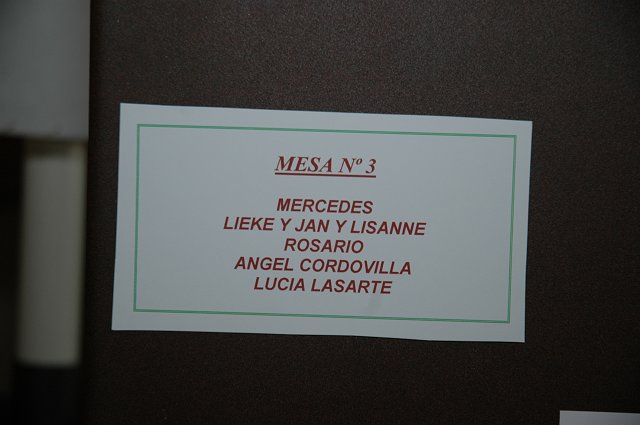 MESA Nº 3
MERCEDES
LIEKE Y JAN Y LISANNE
ROSARIO
ANGEL CORDOVILLA
LUCIA LASARTE